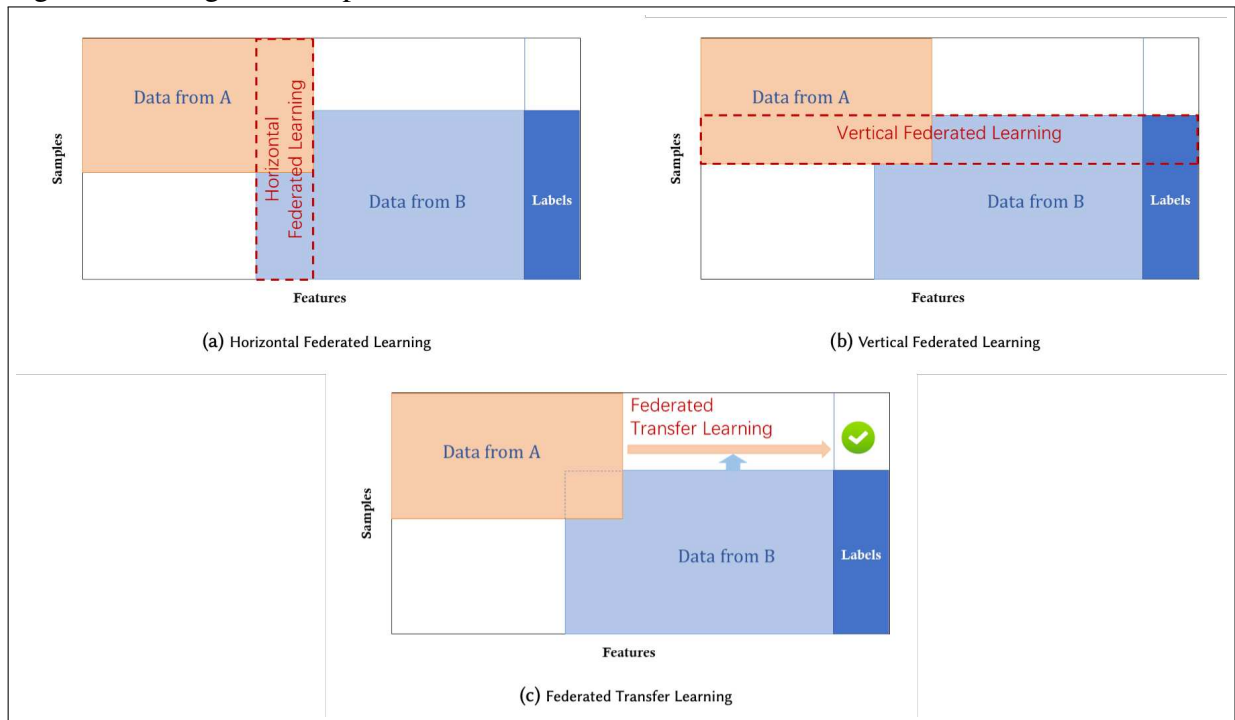 Data from A
Horizontal
Federated Learning
Data from B
Labels
Samples
Features
(a) Horizontal Federated Learning
Data from A
Vertical Federated Learning
Data from B
Labels
Samples
Features
(b) Vertical Federated Learning
Federated
Transfer Learning
Data from A
Data from B
Labels
Samples
Features
(c) Federated Transfer Learning